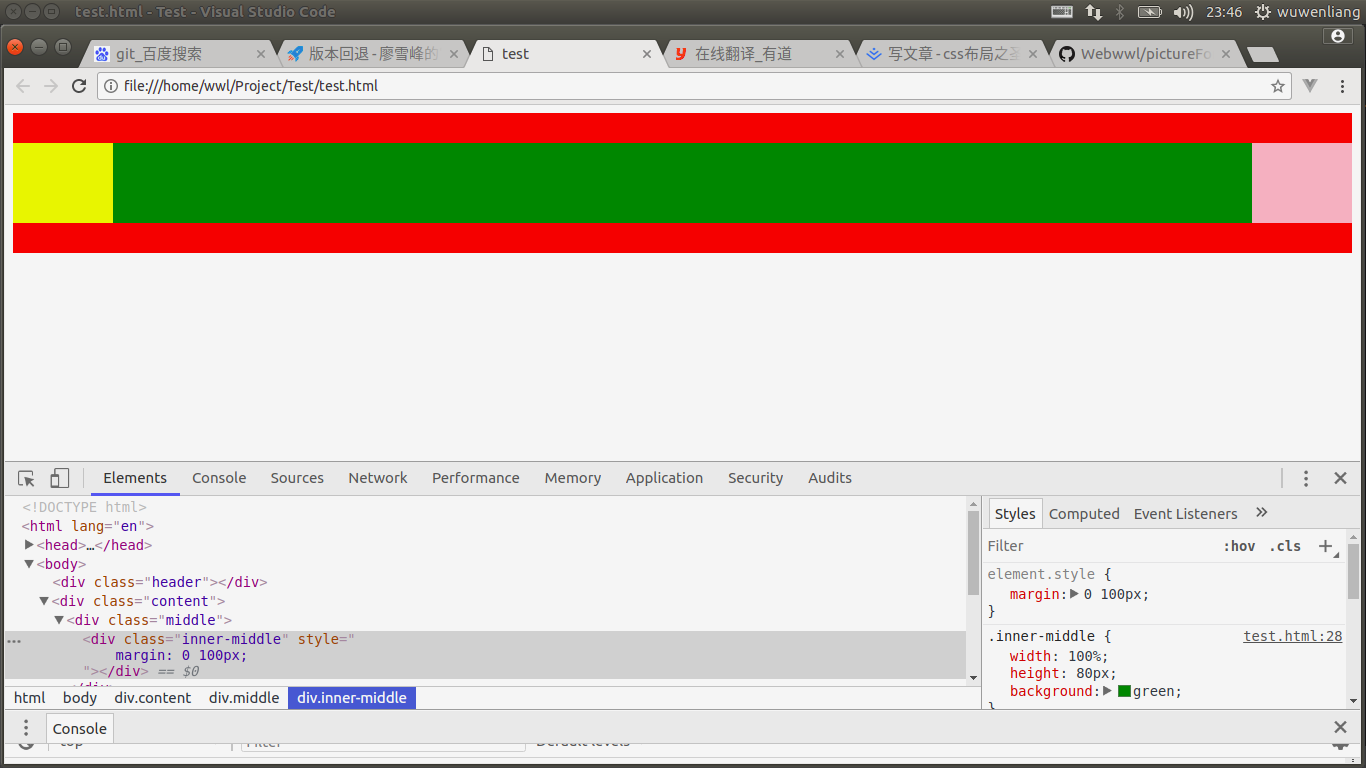 test.html - Test - Visual Studio Code
23:46
wuwenliang
git_百度搜索
版本回退 - 廖雪峰的
test
在线翻译_有道
写文章 - css布局之圣
Webwwl/pictureFo
file:///home/wwl/Project/Test/test.html
Elements Console Sources Network Performance Memory Application Security Audits
<!DOCTYPE html>
<html lang="en">
<head>…</head>
<body>
<div class="header"></div>
<div class="content">
<div class="middle">
<div class="inner-middle" style="
margin: 0 100px;
"></div> == $0
html body div.content div.middle div.inner-middle
Styles Computed Event Listeners »
Filter :hov .cls +
element.style {
margin: 0 100px;
}
.inner-middle { test.html:28
width: 100%;
height: 80px;
background: green;
}
Console
top Filter Default levels